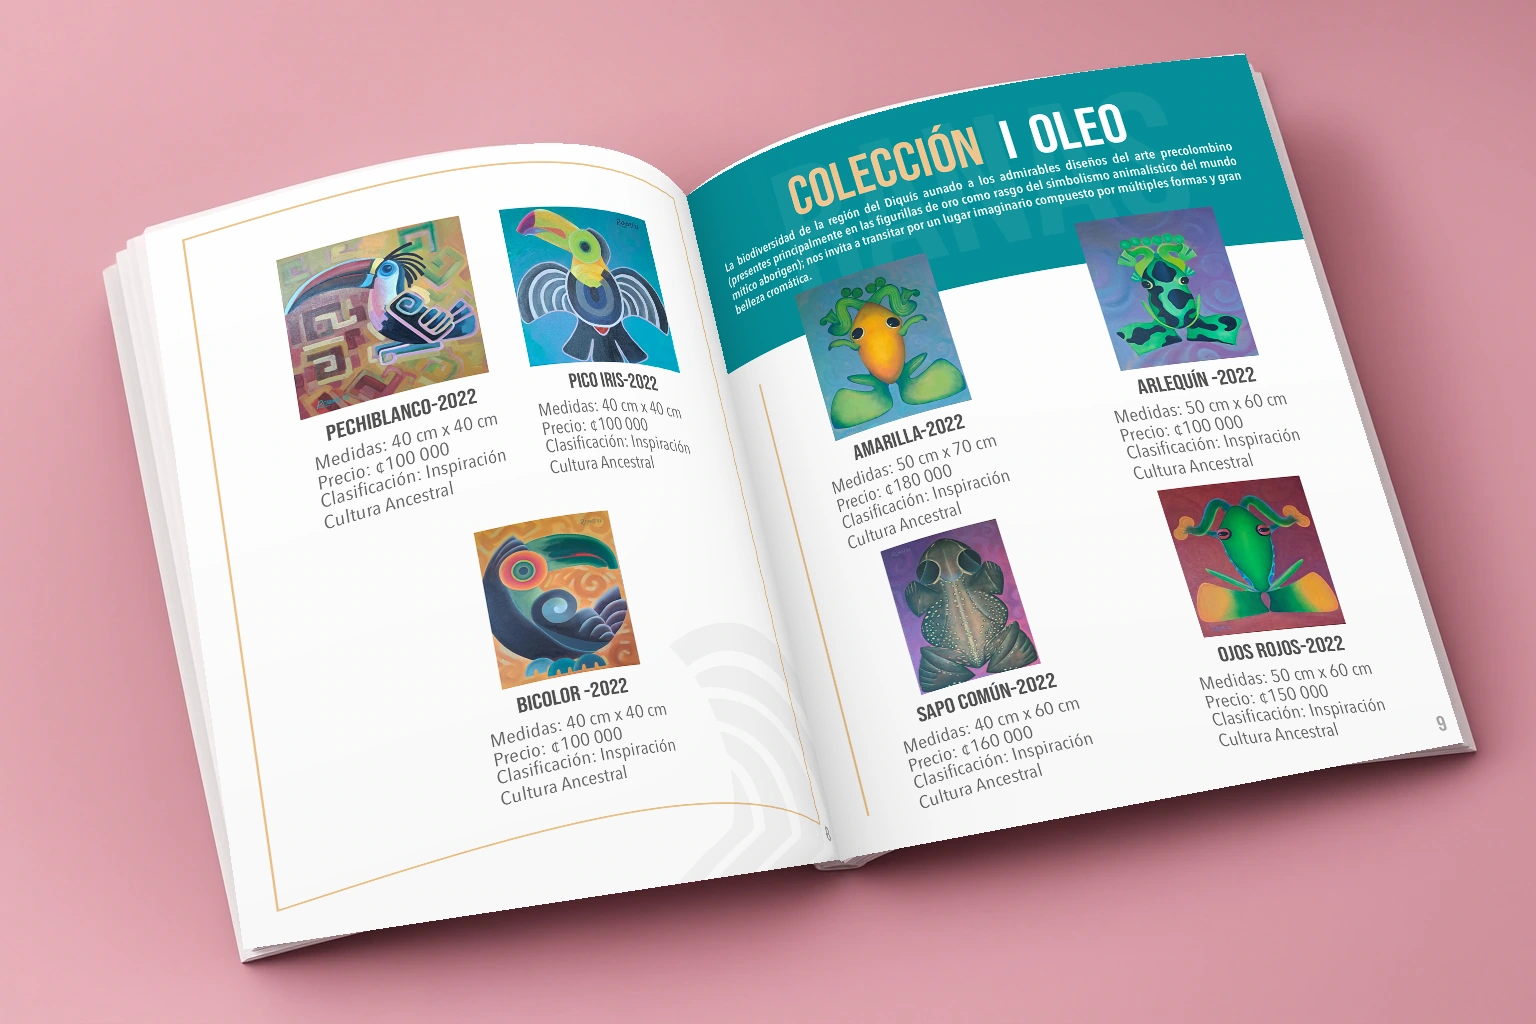 PECHIBLANCO-2022
Medidas: 40 cm x 40 cm
Precio: ¢100 000
Clasificación: Inspiración
Cultura Ancestral
PICO IRIS-2022
Medidas: 40 cm x 40 cm
Precio: ¢100 000
Clasificación: Inspiración
Cultura Ancestral
BICOLOR -2022
Medidas: 40 cm x 40 cm
Precio: ¢100 000
Clasificación: Inspiración
Cultura Ancestral
8
COLECCIÓN I OLEO
La biodiversidad de la región del Diquís aunado a los admirables diseños del arte precolombino
(presentes principalmente en las figurillas de oro como rasgo del simbolismo animalístico del mundo
mítico aborigen); nos invita a transitar por un lugar imaginario compuesto por múltiples formas y gran
belleza cromática.
AMARILLA-2022
Medidas: 50 cm x 70 cm
Precio: ¢180 000
Clasificación: Inspiración
Cultura Ancestral
ARLEQUÍN -2022
Medidas: 50 cm x 60 cm
Precio: ¢100 000
Clasificación: Inspiración
Cultura Ancestral
SAPO COMÚN-2022
Medidas: 40 cm x 60 cm
Precio: ¢160 000
Clasificación: Inspiración
Cultura Ancestral
OJOS ROJOS-2022
Medidas: 50 cm x 60 cm
Precio: ¢150 000
Clasificación: Inspiración
Cultura Ancestral
9